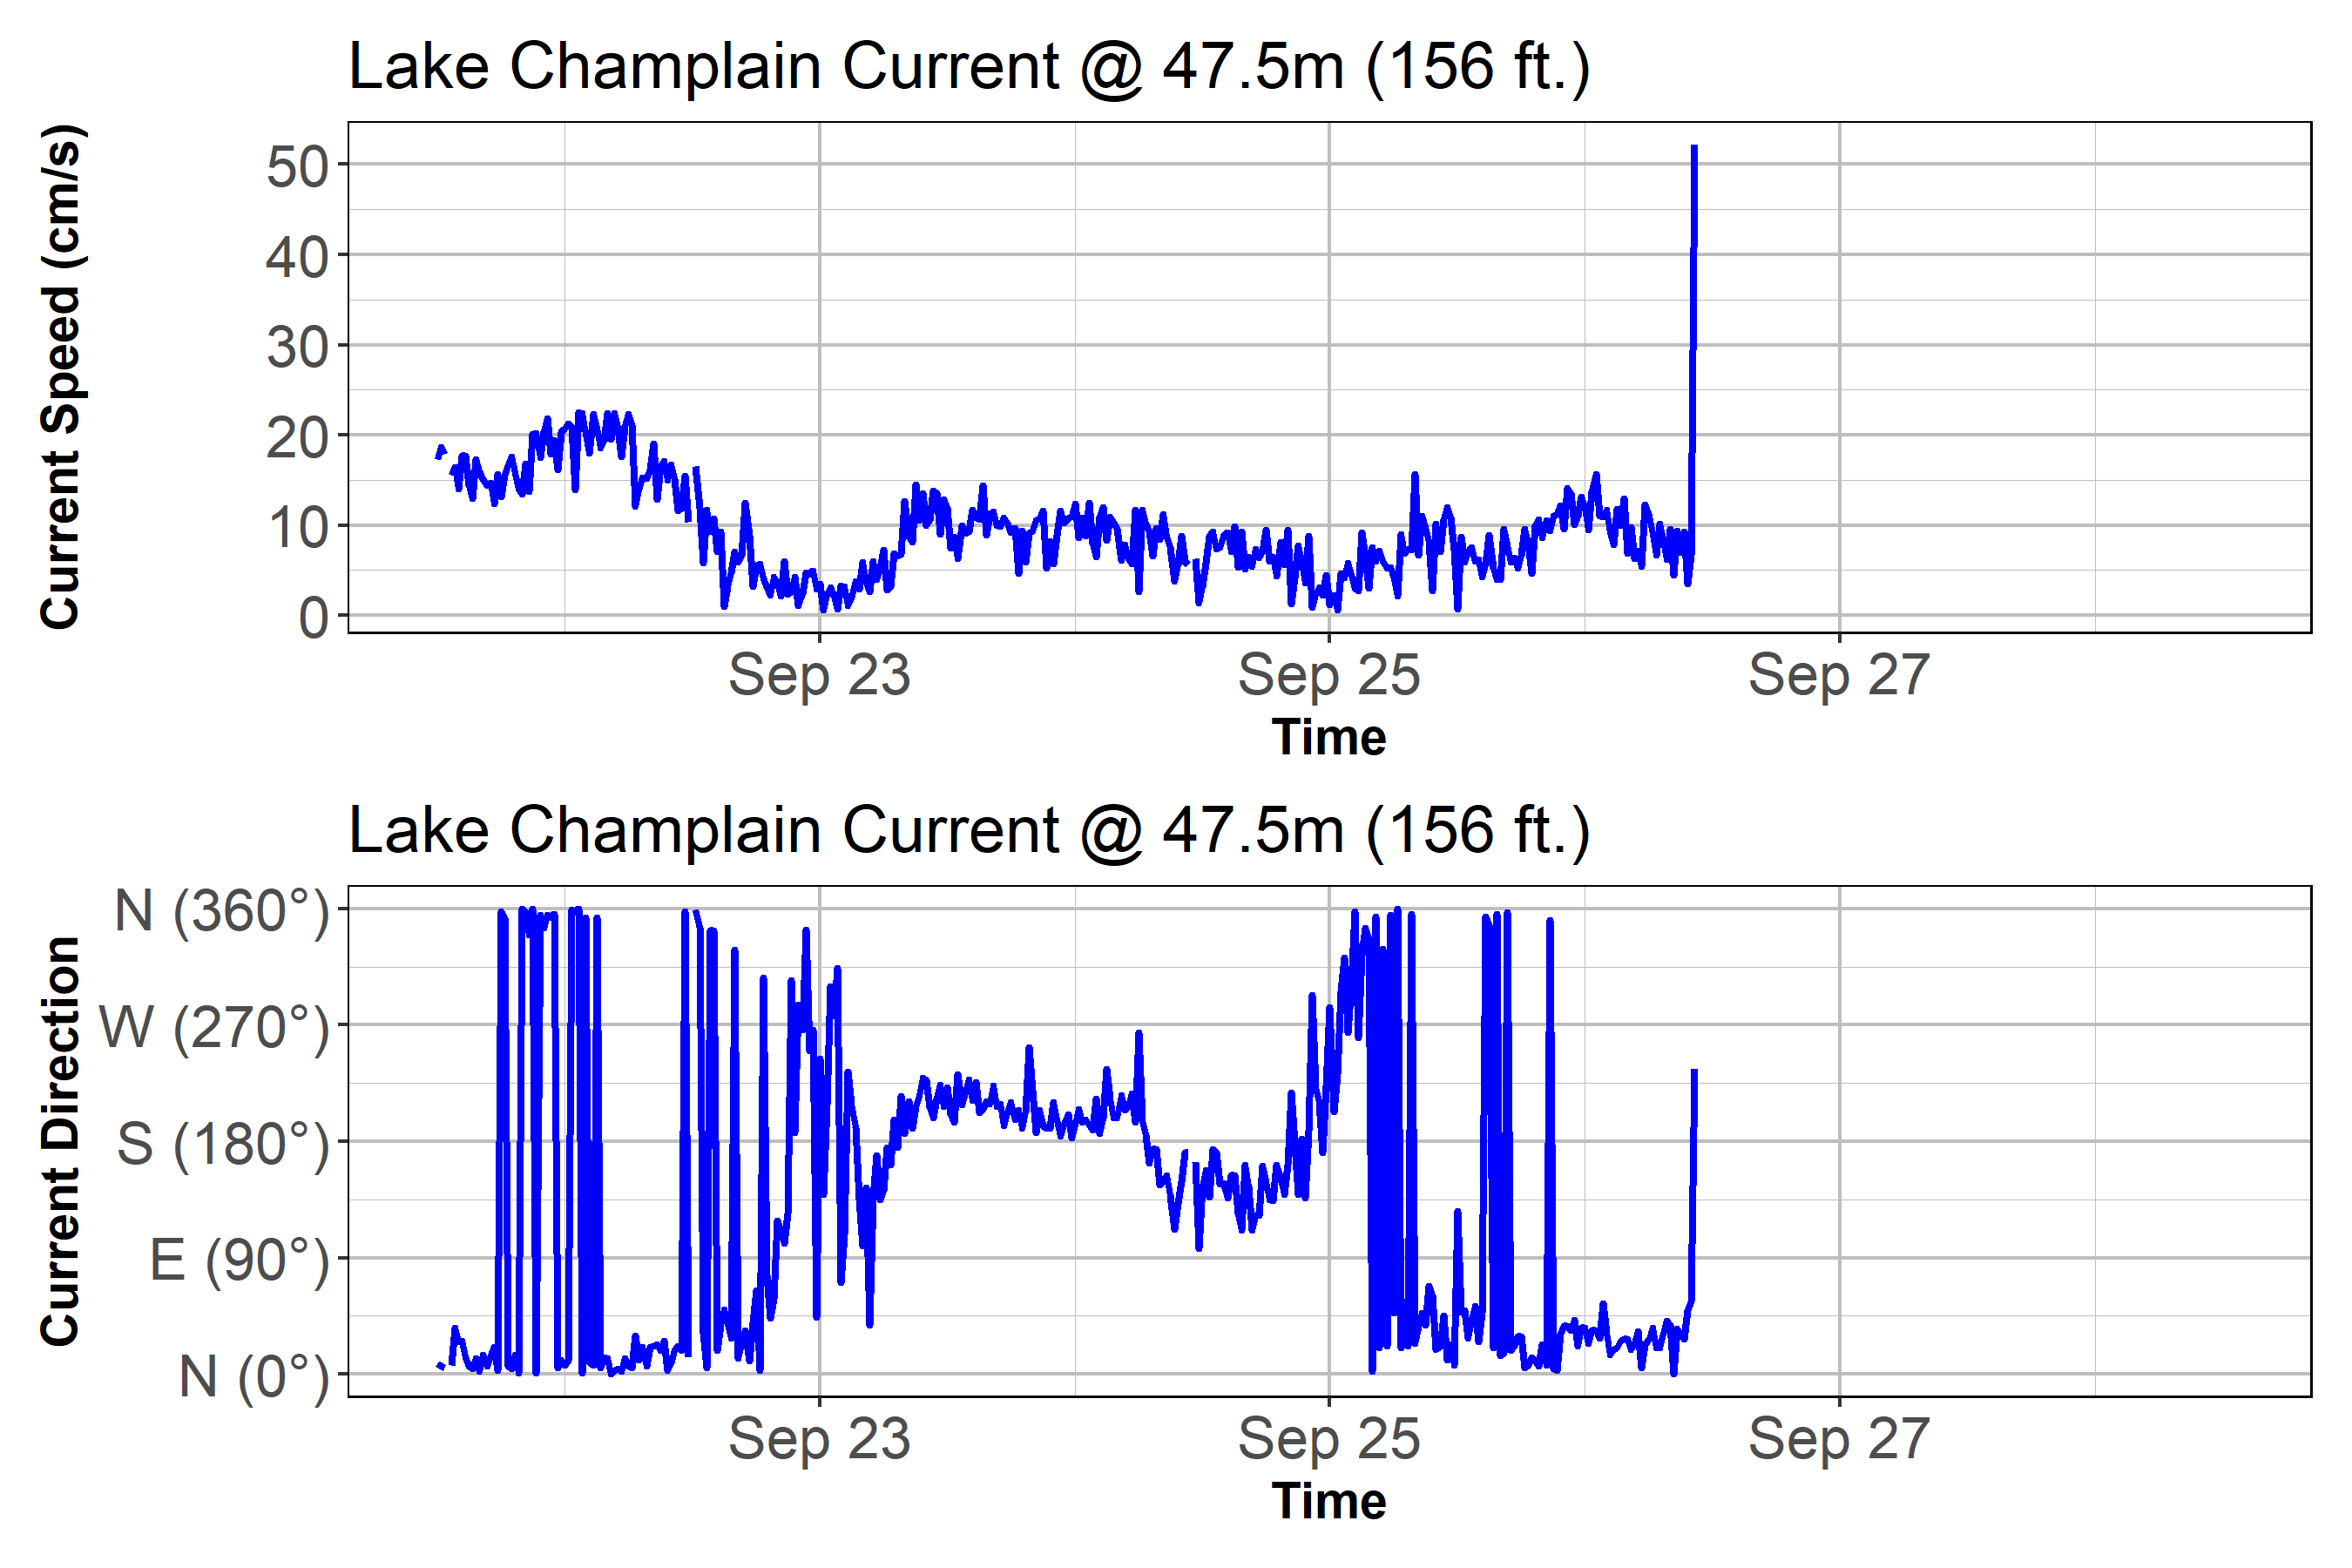 Lake Champlain Current @ 47.5m (156 ft.)
Current Speed (cm/s)
50
40
30
20
10
0
Sep 23
Sep 25
Sep 27
Time
Lake Champlain Current @ 47.5m (156 ft.)
Current Direction
N (360°)
W (270°)
S (180°)
E (90°)
N (0°)
Sep 23
Sep 25
Sep 27
Time